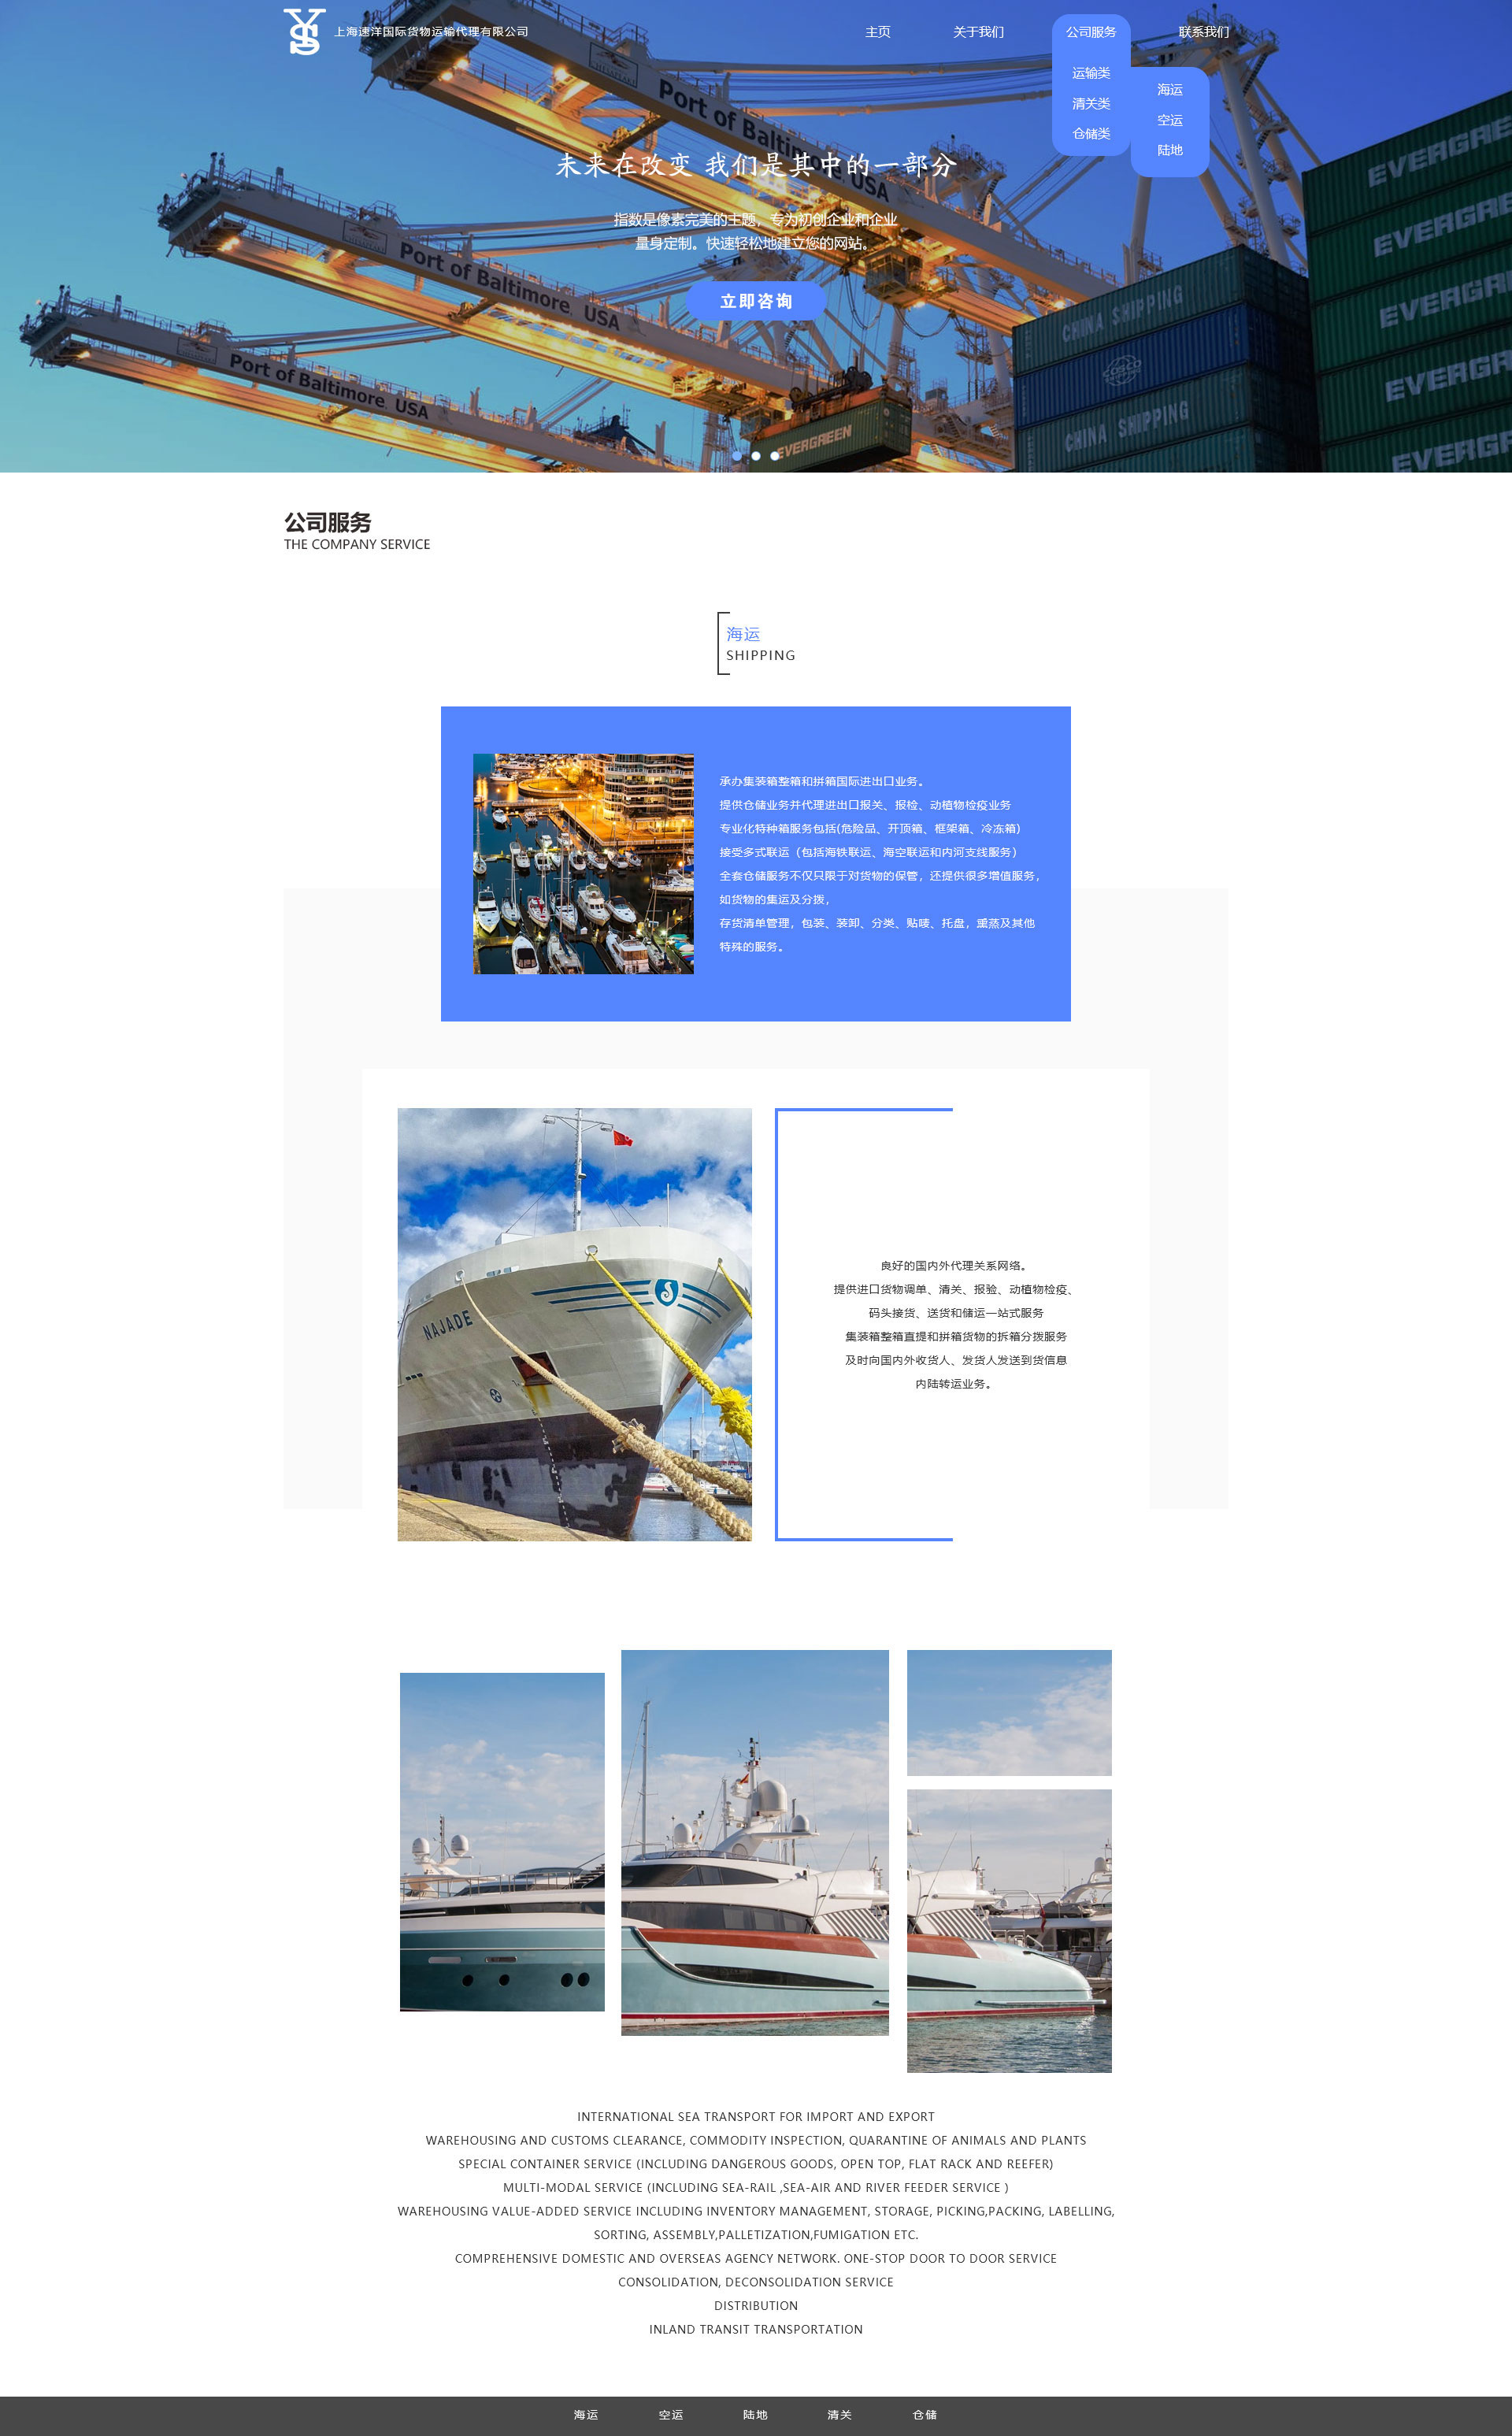 YS
上海速洋国际货物运输代理有限公司
主页
关于我们
公司服务
联系我们
运输类
清关类
仓储类
海运
空运
陆地
Port of Baltimore, USA
Port of Baltimore, USA
Port of Baltimore, USA
EVERGREEN
EVERGREEN
EVERGREEN
EVERGR
EVERG
CHINA SHIPPING
COSCO
CHINA SHIPPING
未来在改变 我们是其中的一部分
指数是像素完美的主题，专为初创企业和企业
量身定制。快速轻松地建立您的网站。
立即咨询
公司服务
THE COMPANY SERVICE
海运
SHIPPING
承办集装箱整箱和拼箱国际进出口业务。
提供仓储业务并代理进出口报关、报检、动植物检疫业务
专业化特种箱服务包括(危险品、开顶箱、框架箱、冷冻箱)
接受多式联运（包括海铁联运、海空联运和内河支线服务）
全套仓储服务不仅只限于对货物的保管，还提供很多增值服务，
如货物的集运及分拨，
存货清单管理，包装、装卸、分类、贴唛、托盘，熏蒸及其他
特殊的服务。
NAJADE
良好的国内外代理关系网络。
提供进口货物调单、清关、报验、动植物检疫、
码头接货、送货和储运一站式服务
集装箱整箱直提和拼箱货物的拆箱分拨服务
及时向国内外收货人、发货人发送到货信息
内陆转运业务。
INTERNATIONAL SEA TRANSPORT FOR IMPORT AND EXPORT
WAREHOUSING AND CUSTOMS CLEARANCE, COMMODITY INSPECTION, QUARANTINE OF ANIMALS AND PLANTS
SPECIAL CONTAINER SERVICE (INCLUDING DANGEROUS GOODS, OPEN TOP, FLAT RACK AND REEFER)
MULTI-MODAL SERVICE (INCLUDING SEA-RAIL ,SEA-AIR AND RIVER FEEDER SERVICE )
WAREHOUSING VALUE-ADDED SERVICE INCLUDING INVENTORY MANAGEMENT, STORAGE, PICKING,PACKING, LABELLING,
SORTING, ASSEMBLY,PALLETIZATION,FUMIGATION ETC.
COMPREHENSIVE DOMESTIC AND OVERSEAS AGENCY NETWORK. ONE-STOP DOOR TO DOOR SERVICE
CONSOLIDATION, DECONSOLIDATION SERVICE
DISTRIBUTION
INLAND TRANSIT TRANSPORTATION
海运
空运
陆地
清关
仓储